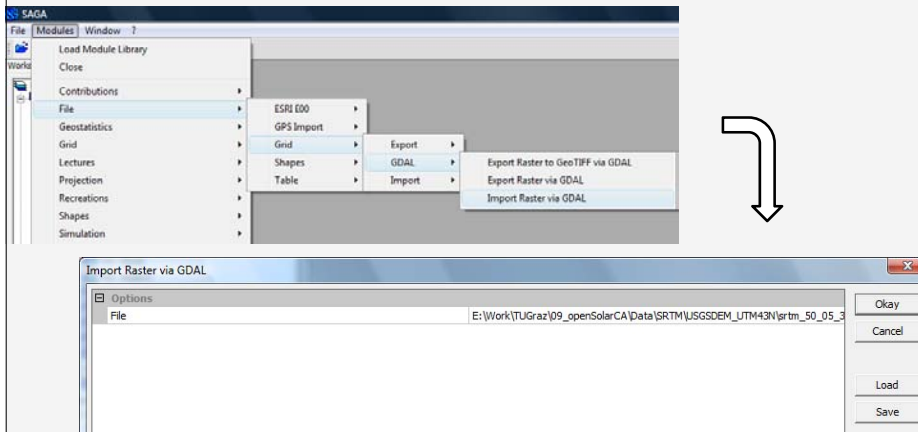 SAGA
File Modules Window ?
Load Module Library
Close
Contributions
File
Geostatistics
Grid
Lectures
Projection
Recreations
Shapes
Simulation
ESRI E00
GPS Import
Grid
Shapes
Table
Export
GDAL
Import
Export Raster to GeoTIFF via GDAL
Export Raster via GDAL
Import Raster via GDAL
Import Raster via GDAL
Options
File E:\Work\TUGraz\09_openSolarCA\Data\SRTM\USGSDEM_UTM43N\srtm_50_05_3
Okay
Cancel
Load
Save